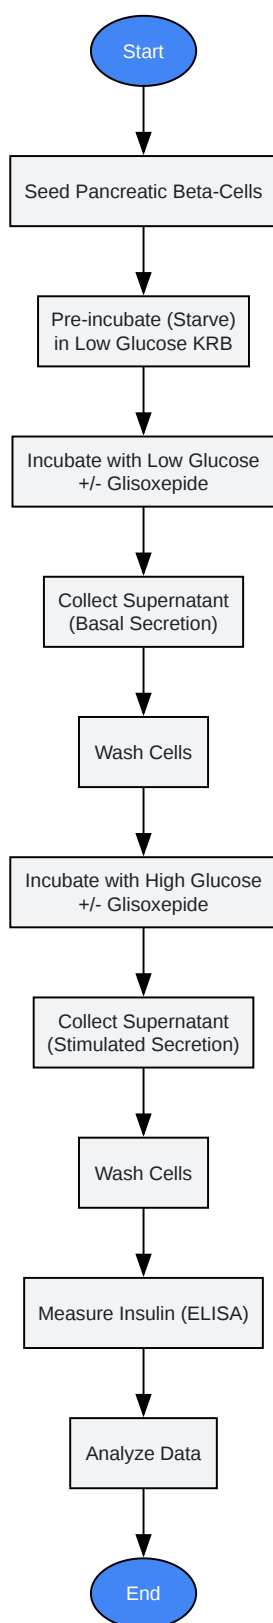 Start
Seed Pancreatic Beta-Cells
Pre-incubate (Starve)
in Low Glucose KRB
Incubate with Low Glucose
+/- Glisoxepide
Collect Supernatant
(Basal Secretion)
Wash Cells
Incubate with High Glucose
+/- Glisoxepide
Collect Supernatant
(Stimulated Secretion)
Wash Cells
Measure Insulin (ELISA)
Analyze Data
End